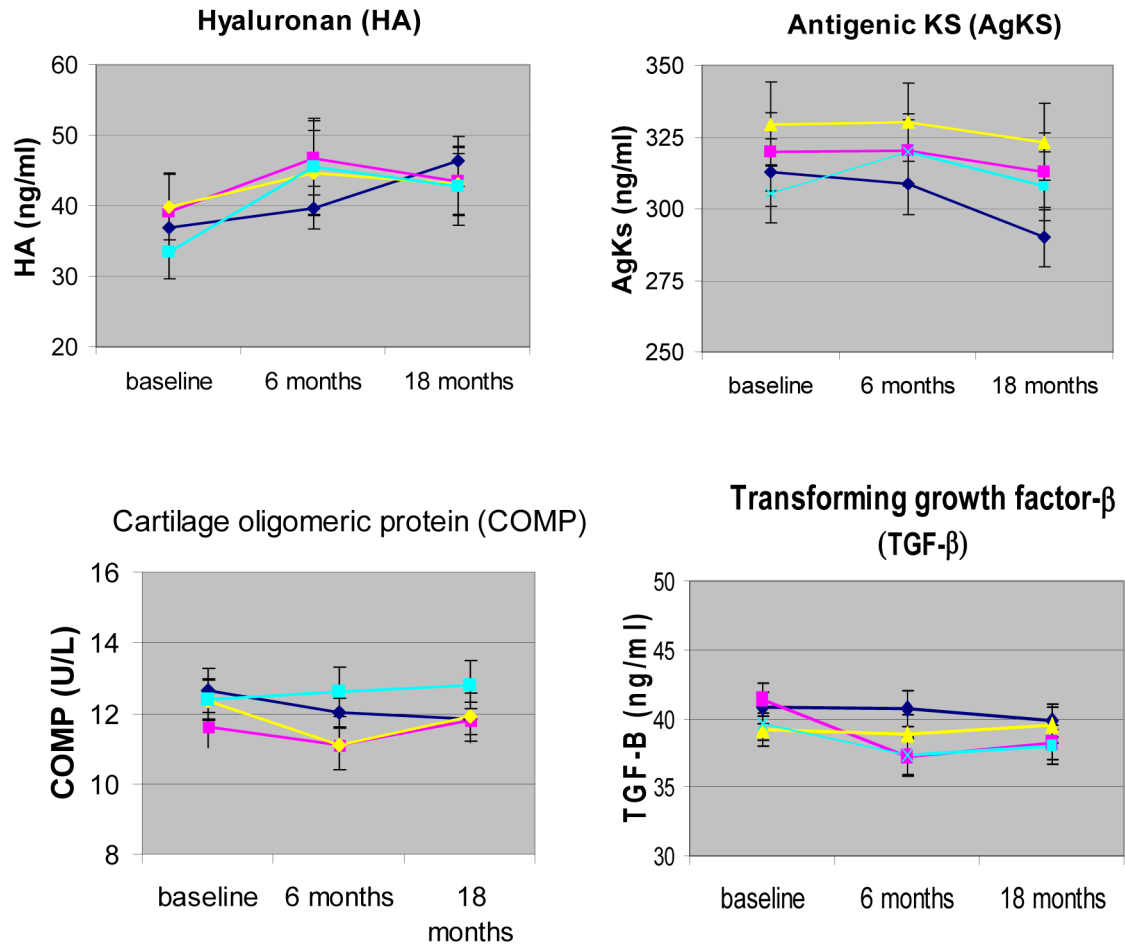 Hyaluronan (HA)
HA (ng/ml)
60
50
40
30
20
baseline 6 months 18 months
Antigenic KS (AgKS)
AgKs (ng/ml)
350
325
300
275
250
baseline 6 months 18 months
Cartilage oligomeric protein (COMP)
COMP (U/L)
16
14
12
10
8
baseline 6 months 18
months
Transforming growth factor-β
(TGF-β)
TGF-B (ng/ml)
50
45
40
35
30
baseline 6 months 18 months